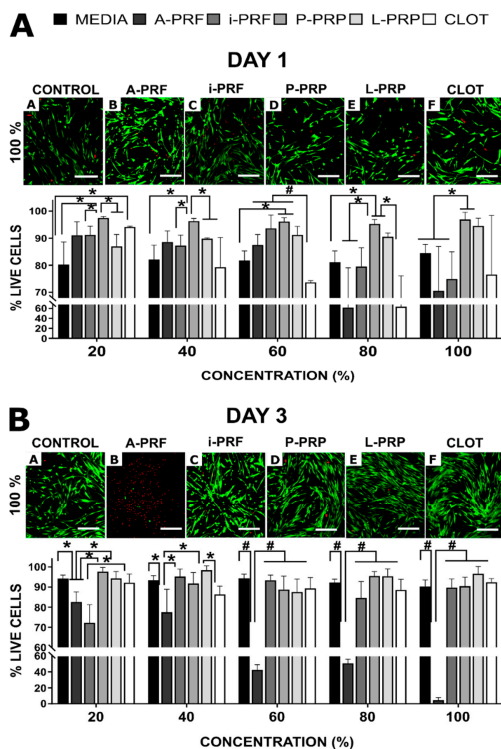 MEDIA A-PRF i-PRF P-PRP L-PRP CLOT
A
DAY 1
CONTROL A-PRF i-PRF P-PRP L-PRP CLOT
A B C D E F
100 %
* * * * * * * * * # * * * * *
100
90
80
70
60
40
20
0
% LIVE CELLS
20 40 60 80 100
CONCENTRATION (%)
B
DAY 3
CONTROL A-PRF i-PRF P-PRP L-PRP CLOT
A B C D E F
100 %
* * * * * * * * # # # # # #
100
90
80
70
60
40
20
0
% LIVE CELLS
20 40 60 80 100
CONCENTRATION (%)